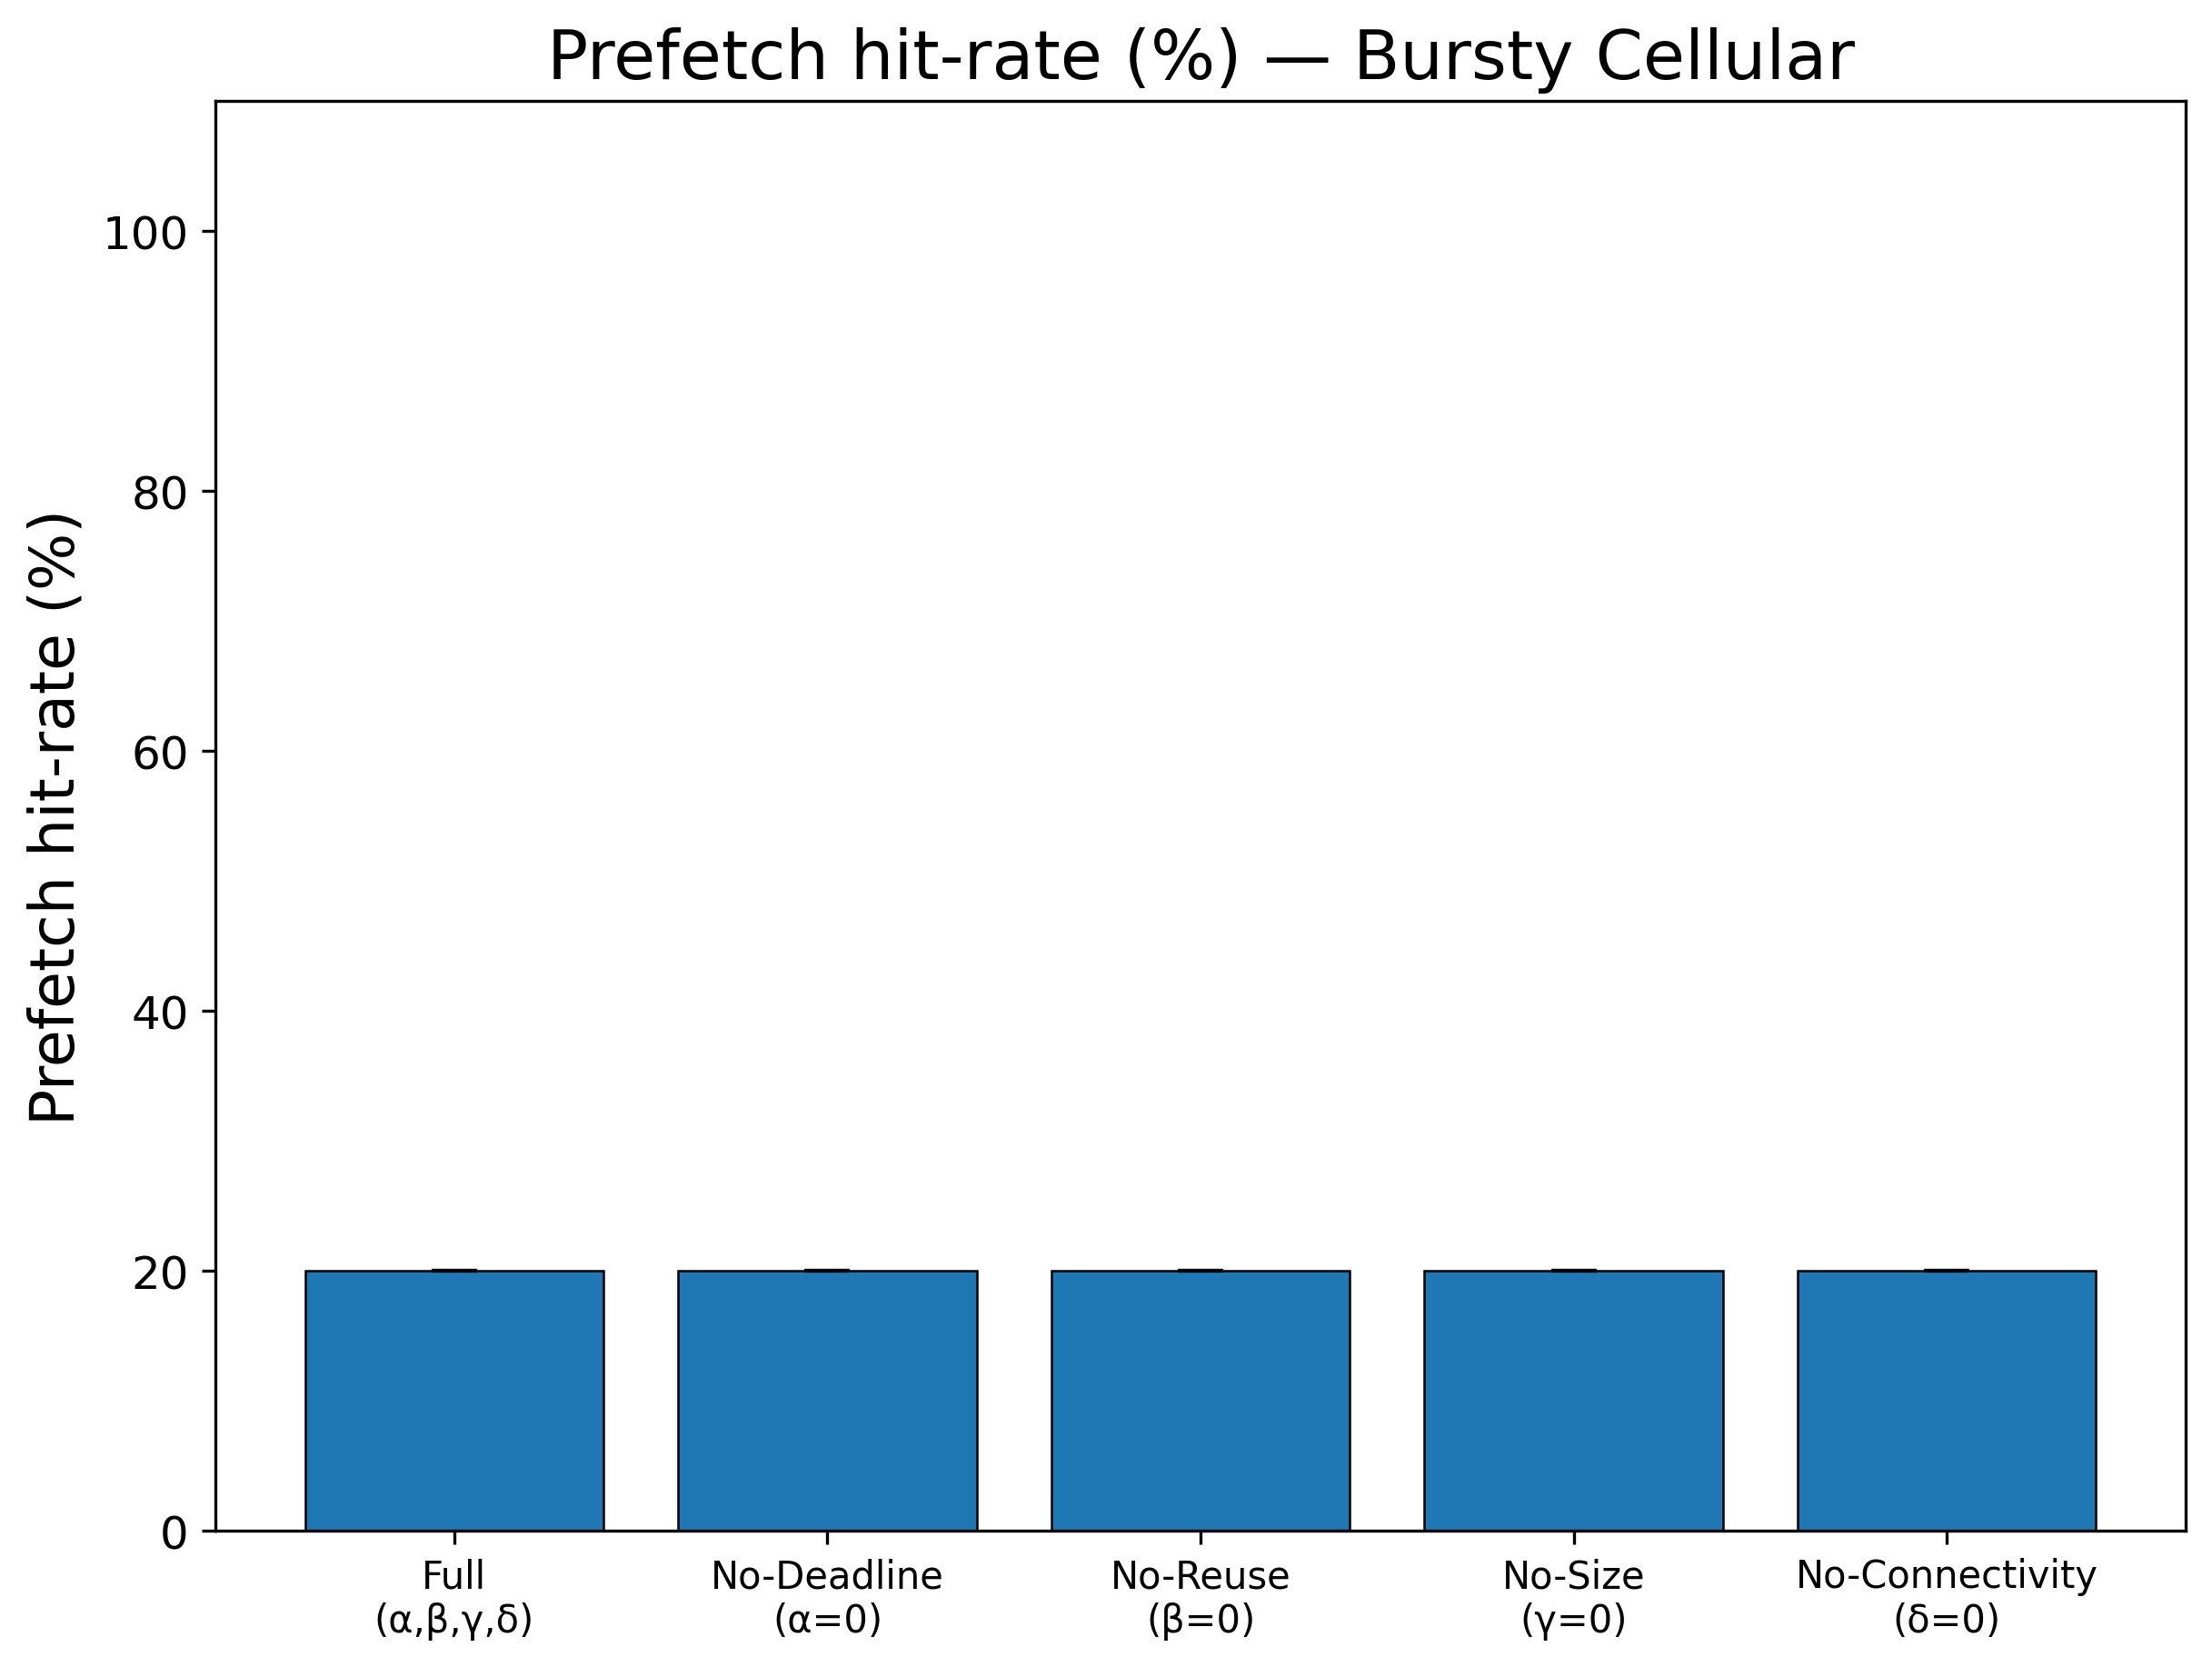 Prefetch hit-rate (%) — Bursty Cellular
Prefetch hit-rate (%)
100
80
60
40
20
0
Full
(α,β,γ,δ)
No-Deadline
(α=0)
No-Reuse
(β=0)
No-Size
(γ=0)
No-Connectivity
(δ=0)